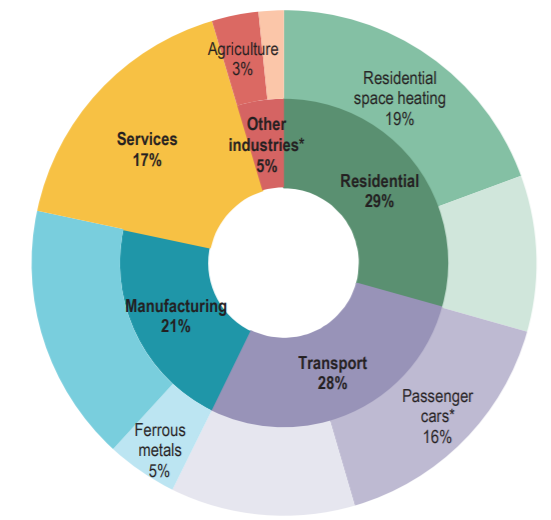 Agriculture
3%
Residential
space heating
19%
Other
industries*
5%
Services
17%
Residential
29%
Manufacturing
21%
Transport
28%
Passenger
cars*
16%
Ferrous
metals
5%